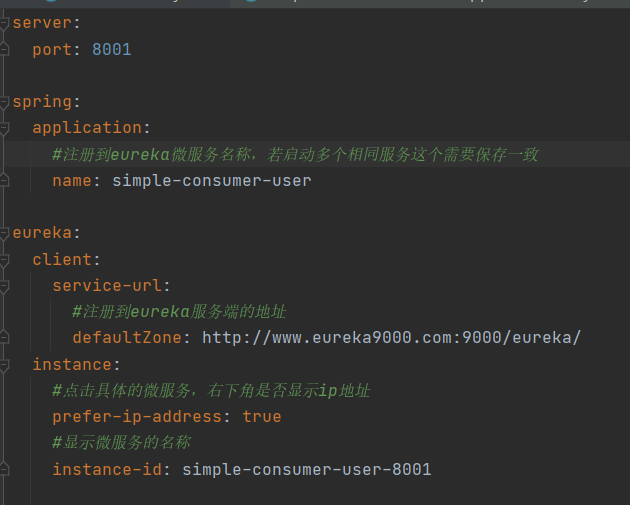 server:
port: 8001
spring:
application:
#注册到eureka微服务名称，若启动多个相同服务这个需要保存一致
name: simple-consumer-user
eureka:
client:
service-url:
#注册到eureka服务端的地址
defaultZone: http://www.eureka9000.com:9000/eureka/
instance:
#点击具体的微服务，右下角是否显示ip地址
prefer-ip-address: true
#显示微服务的名称
instance-id: simple-consumer-user-8001